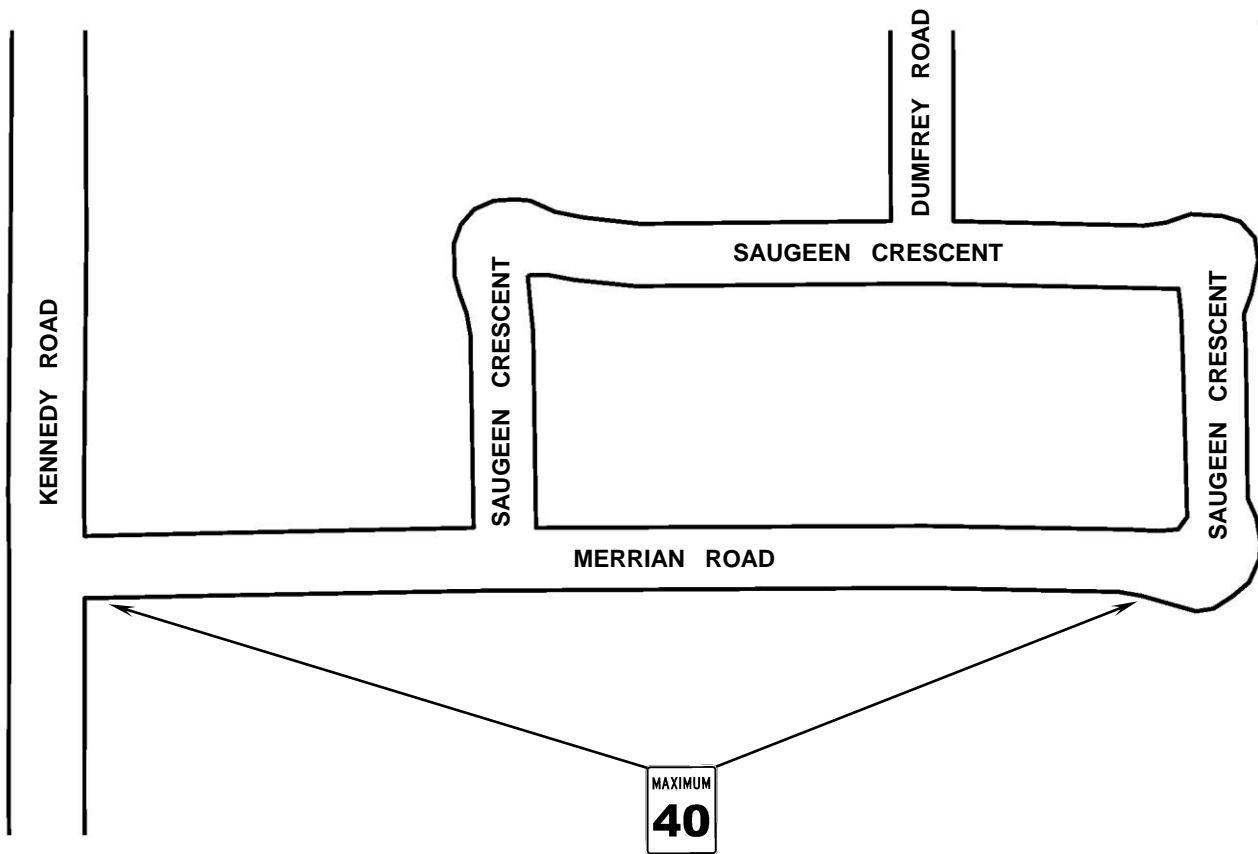 DUMFREY ROAD
SAUGEEN CRESCENT
SAUGEEN CRESCENT
SAUGEEN CRESCENT
KENNEDY ROAD
MERRIAN ROAD
MAXIMUM
40